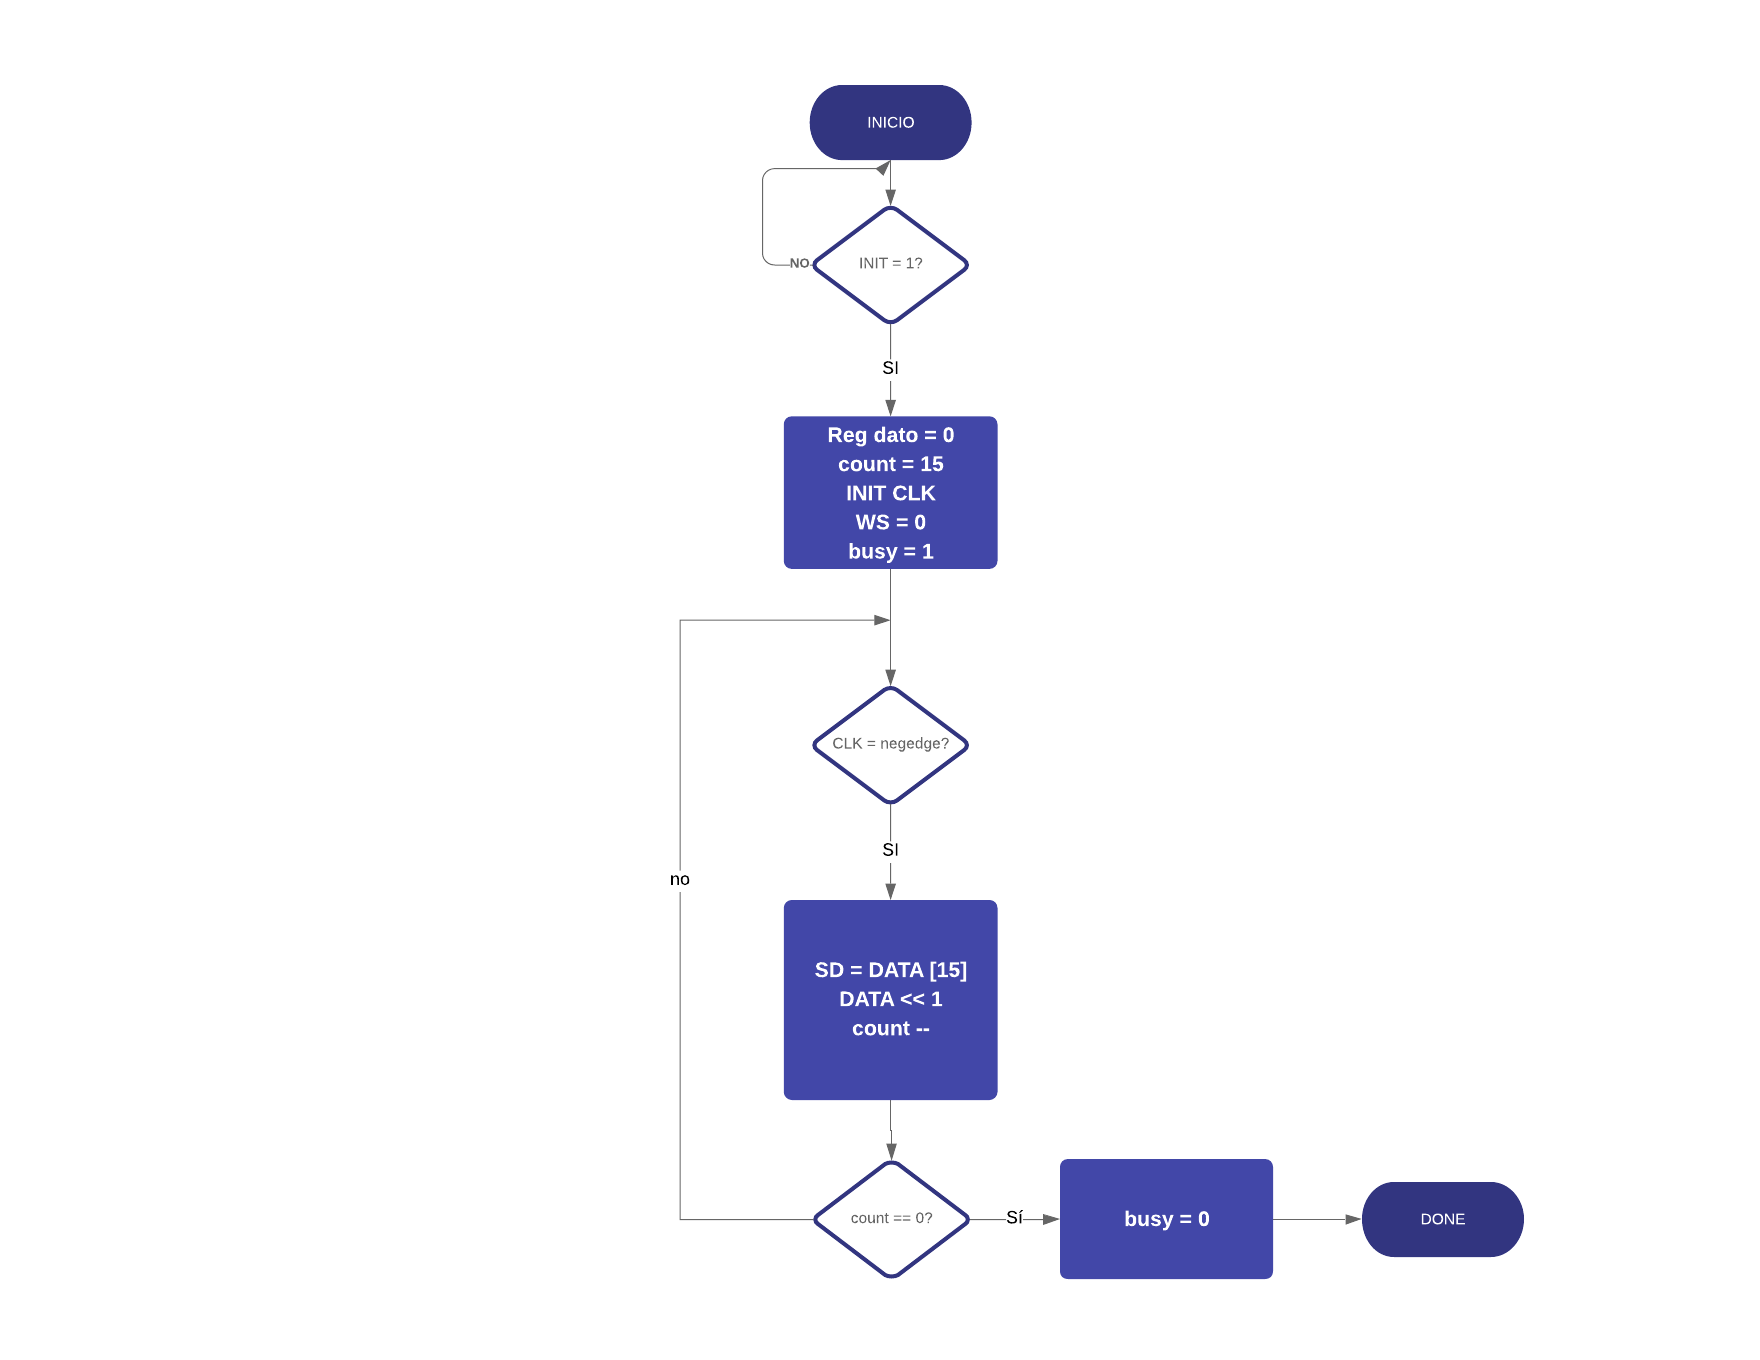 INICIO
INIT = 1?
NO
SI
Reg dato = 0
count = 15
INIT CLK
WS = 0
busy = 1
CLK = negedge?
SI
no
SD = DATA [15]
DATA << 1
count --
count == 0?
Sí
busy = 0
DONE